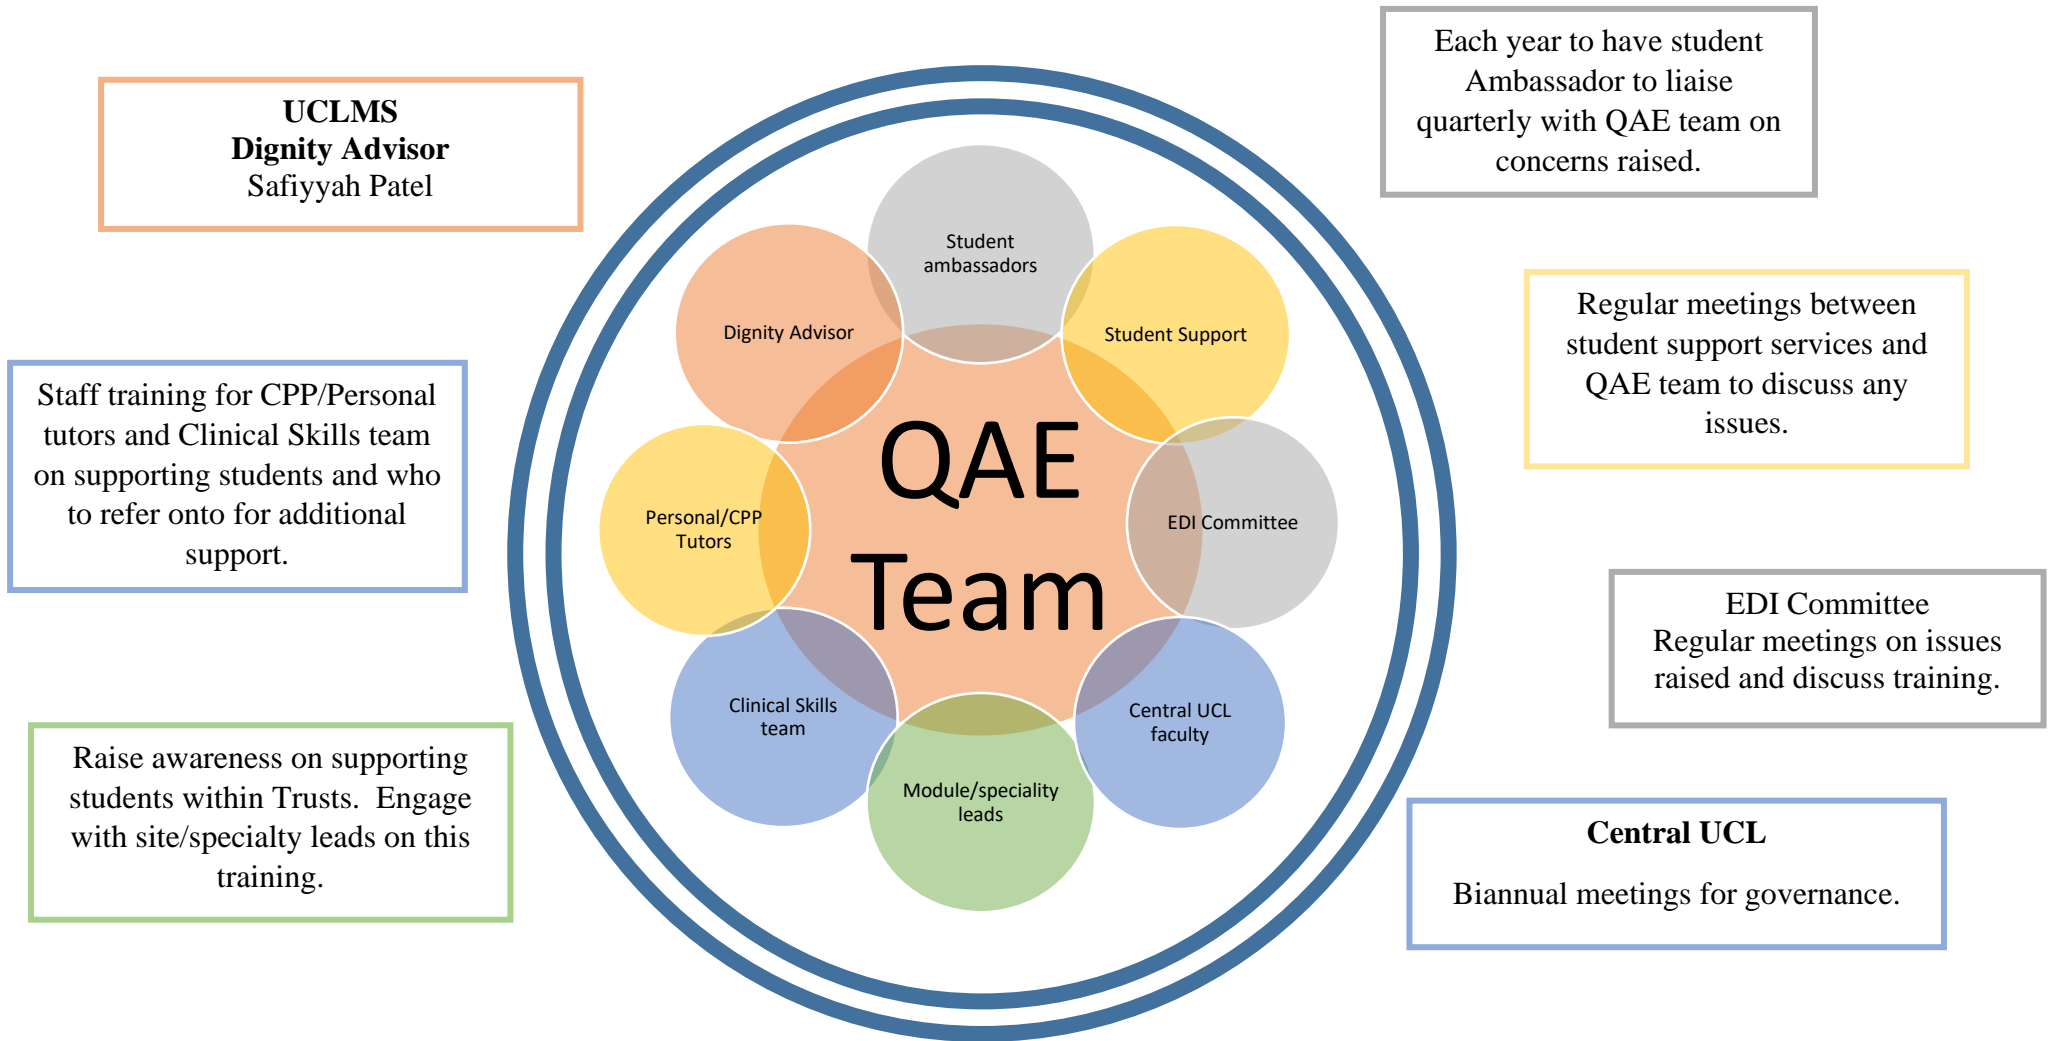 UCLMS
Dignity Advisor
Safiyyah Patel
Staff training for CPP/Personal
tutors and Clinical Skills team
on supporting students and who
to refer onto for additional
support.
Raise awareness on supporting
students within Trusts.  Engage
with site/specialty leads on this
training.
Student
ambassadors
Dignity Advisor
Student Support
Personal/CPP
Tutors
QAE
Team
EDI Committee
Clinical Skills
team
Central UCL
faculty
Module/speciality
leads
Each year to have student
Ambassador to liaise
quarterly with QAE team on
concerns raised.
Regular meetings between
student support services and
QAE team to discuss any
issues.
EDI Committee
Regular meetings on issues
raised and discuss training.
Central UCL
Biannual meetings for governance.